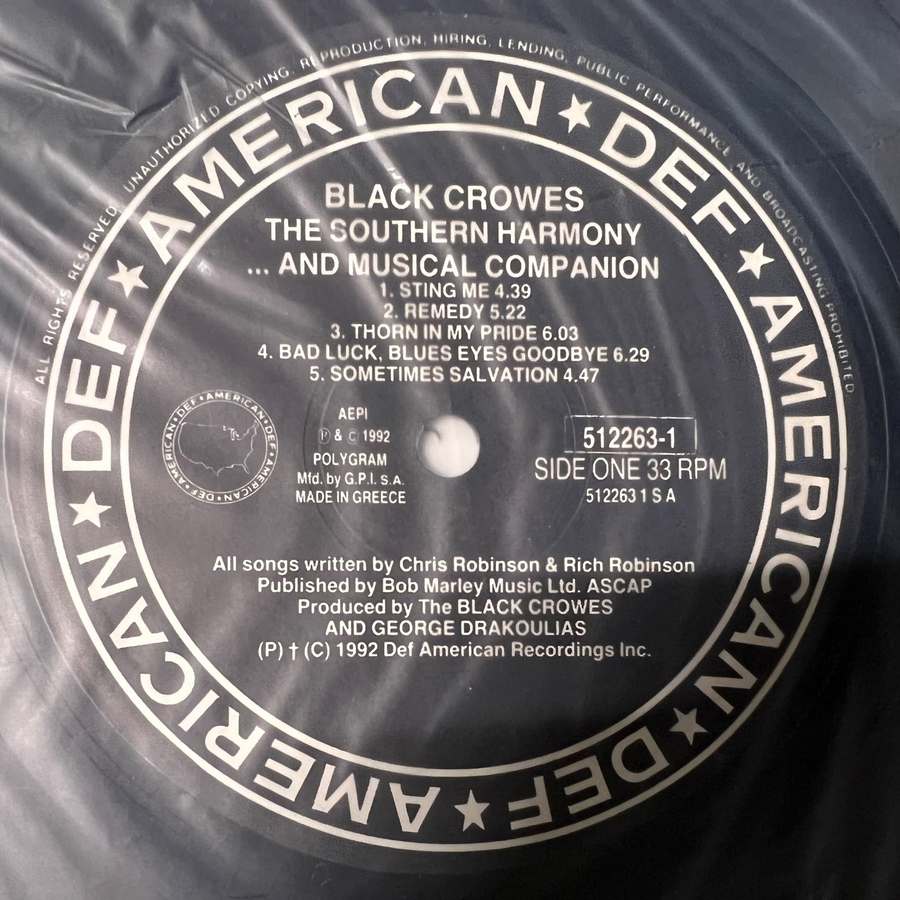 ALL RIGHTS RESERVED. UNAUTHORIZED COPYING, REPRODUCTION, HIRING, LENDING, PUBLIC PERFORMANCE AND BROADCASTING PROHIBITED
DEF ★ AMERICAN ★ DEF ★ AMERICAN ★ DEF ★ AMERICAN ★
BLACK CROWES
THE SOUTHERN HARMONY
... AND MUSICAL COMPANION
1. STING ME 4.39
2. REMEDY 5.22
3. THORN IN MY PRIDE 6.03
4. BAD LUCK, BLUES EYES GOODBYE 6.29
5. SOMETIMES SALVATION 4.47
DEF ★ AMERICAN ★ DEF ★ AMERICAN ★ DEF ★ AMERICAN ★
AEPI
Ⓟ & © 1992
POLYGRAM
Mfd. by G.P.I. s.a.
MADE IN GREECE
512263-1
SIDE ONE 33 RPM
512263 1 S A
All songs written by Chris Robinson & Rich Robinson
Published by Bob Marley Music Ltd. ASCAP
Produced by The BLACK CROWES
AND GEORGE DRAKOULIAS
(P) † (C) 1992 Def American Recordings Inc.